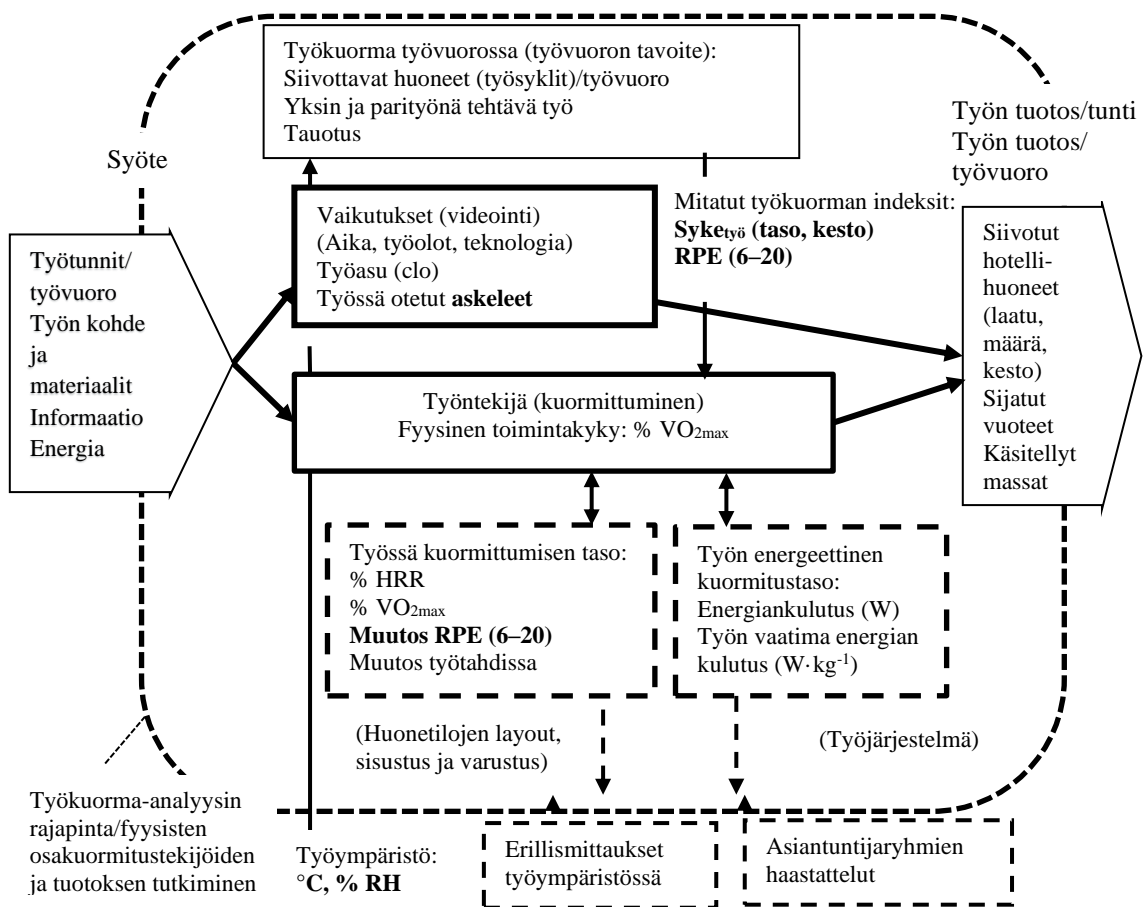 Työkuorma työvuorossa (työvuoron tavoite):
Siivottavat huoneet (työsyklit)/työvuoro
Yksin ja parityönä tehtävä työ
Tauotus
Työn tuotos/tunti
Työn tuotos/
työvuoro
Syöte
Vaikutukset (videointi)
(Aika, työolot, teknologia)
Työasu (clo)
Työssä otetut askeleet
Mitatut työkuorman indeksit:
Syketyö (taso, kesto)
RPE (6–20)
Työtunnit/
työvuoro
Työn kohde
ja
materiaalit
Informaatio
Energia
Siivotut
hotelli-
huoneet
(laatu,
määrä,
kesto)
Sijatut
vuoteet
Käsitellyt
massat
Työntekijä (kuormittuminen)
Fyysinen toimintakyky: % VO2max
Työssä kuormittumisen taso:
% HRR
% VO2max
Muutos RPE (6–20)
Muutos työtahdissa
Työn energeettinen
kuormitustaso:
Energiankulutus (W)
Työn vaatima energian
kulutus (W·kg-1)
(Huonetilojen layout,
sisustus ja varustus)
(Työjärjestelmä)
Työkuorma-analyysin
rajapinta/fyysisten
osakuormitustekijöiden
ja tuotoksen tutkiminen
Työympäristö:
°C, % RH
Erillismittaukset
työympäristössä
Asiantuntijaryhmien
haastattelut